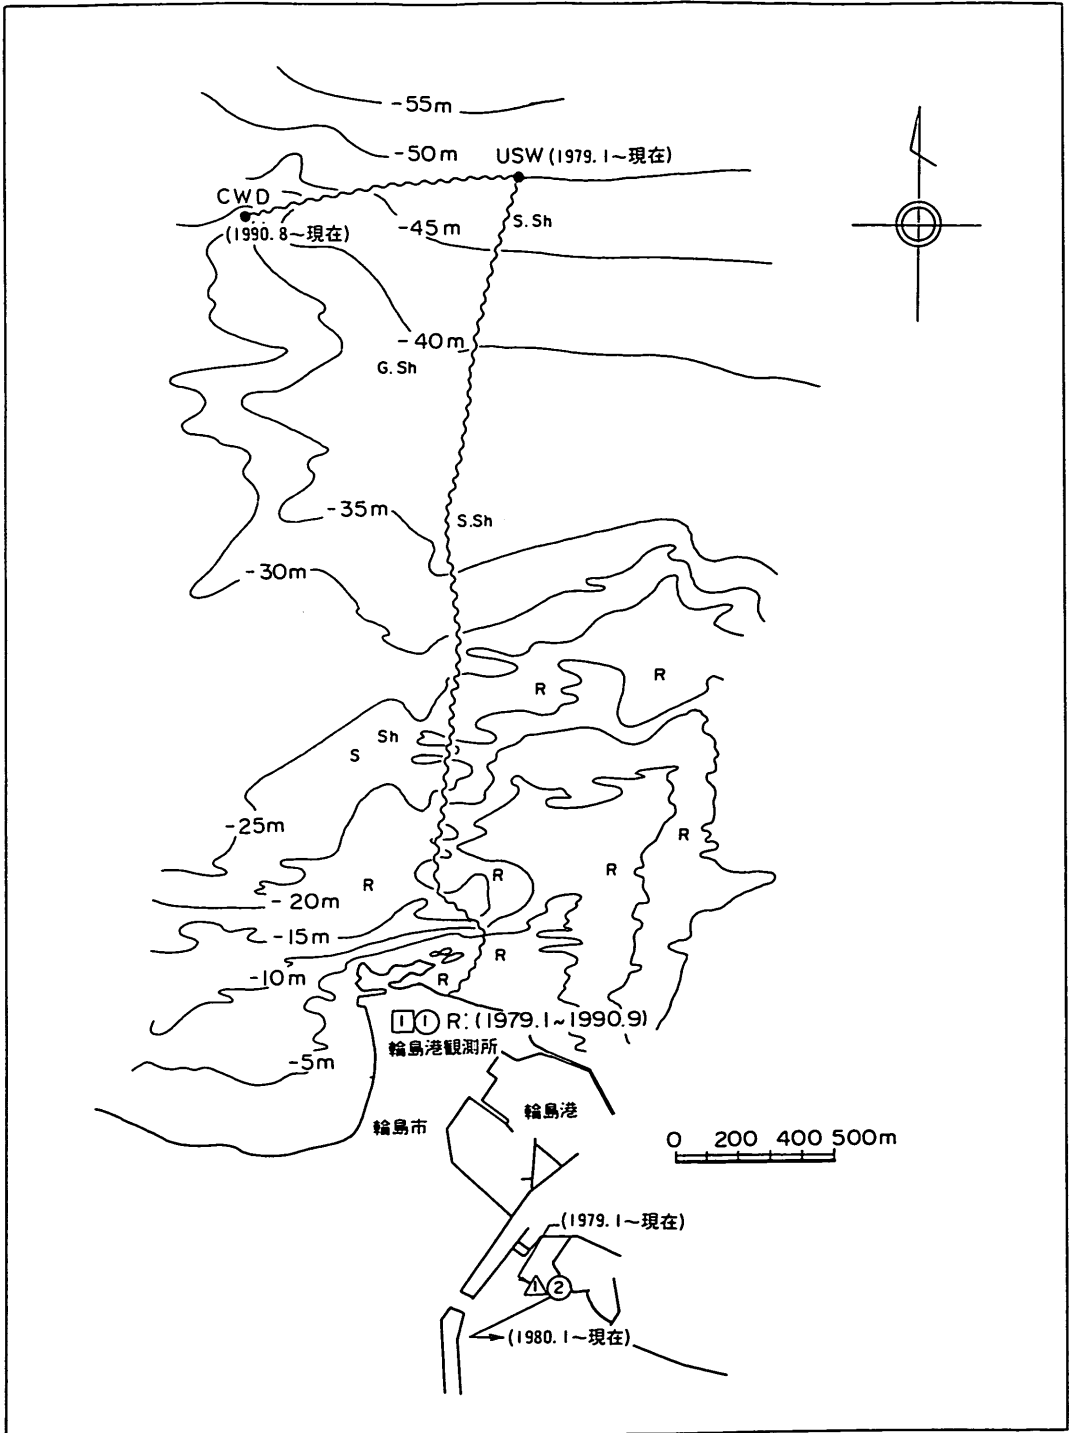 -55m
-50m
USW (1979.1~現在)
CWD
(1990.8~現在)
-45m
S.Sh
-40m
G.Sh
-35m
S.Sh
-30m
R
R
Sh
S
-25m
R
R
R
R
-20m
-15m
R
-10m
R
1 1 R:(1979.1~1990.9)
輪島港観測所
-5m
輪島港
輪島市
0 200 400 500m
(1979.1~現在)
1 2
(1980.1~現在)